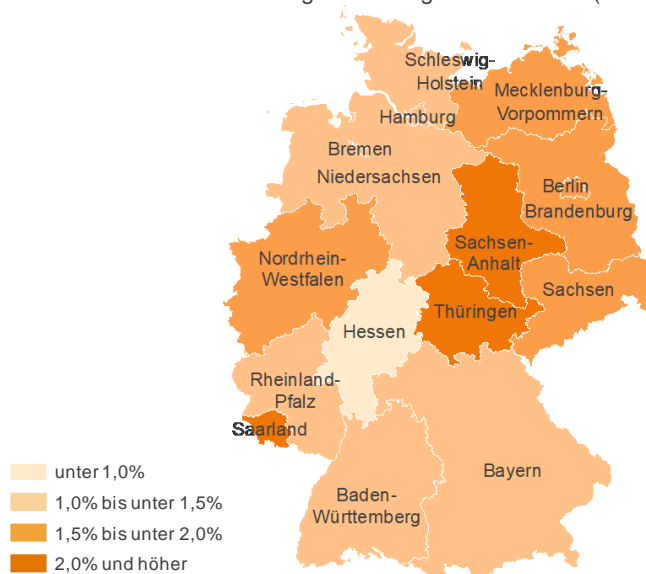 Schleswig-
Holstein
Mecklenburg-
Vorpommern
Hamburg
Bremen
Niedersachsen
Berlin
Brandenburg
Sachsen-
Anhalt
Nordrhein-
Westfalen
Sachsen
Thüringen
Hessen
Rheinland-
Pfalz
Saarland
Bayern
Baden-
Württemberg
unter 1,0%
1,0% bis unter 1,5%
1,5% bis unter 2,0%
2,0% und höher